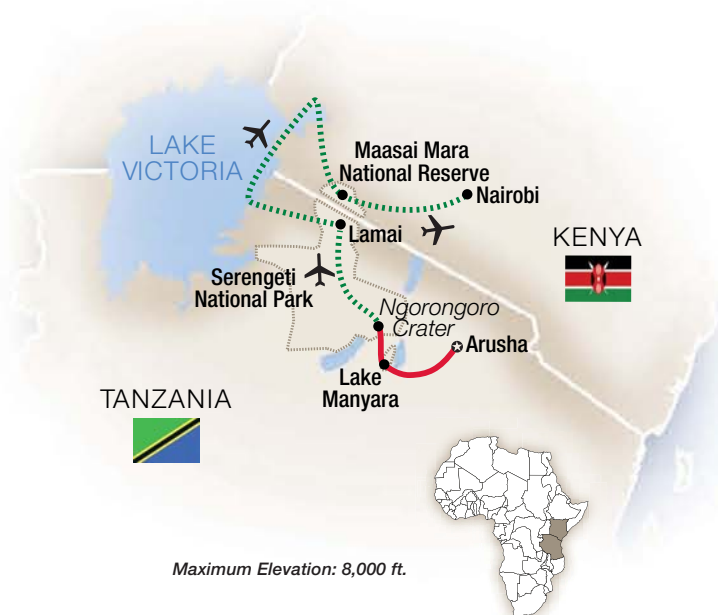 LAKE
VICTORIA
Maasai Mara
National Reserve
Nairobi
Lamai
KENYA
Serengeti
National Park
Ngorongoro
Crater
Arusha
Lake
Manyara
TANZANIA
Maximum Elevation: 8,000 ft.